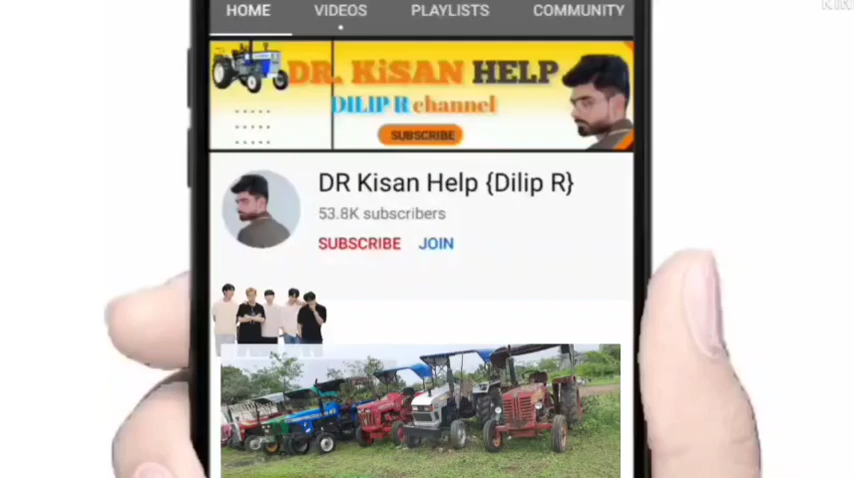 HOME VIDEOS PLAYLISTS COMMUNITY
DR. KiSAN HELP
DILIP R channel
SUBSCRIBE
DR Kisan Help {Dilip R}
53.8K subscribers
SUBSCRIBE JOIN